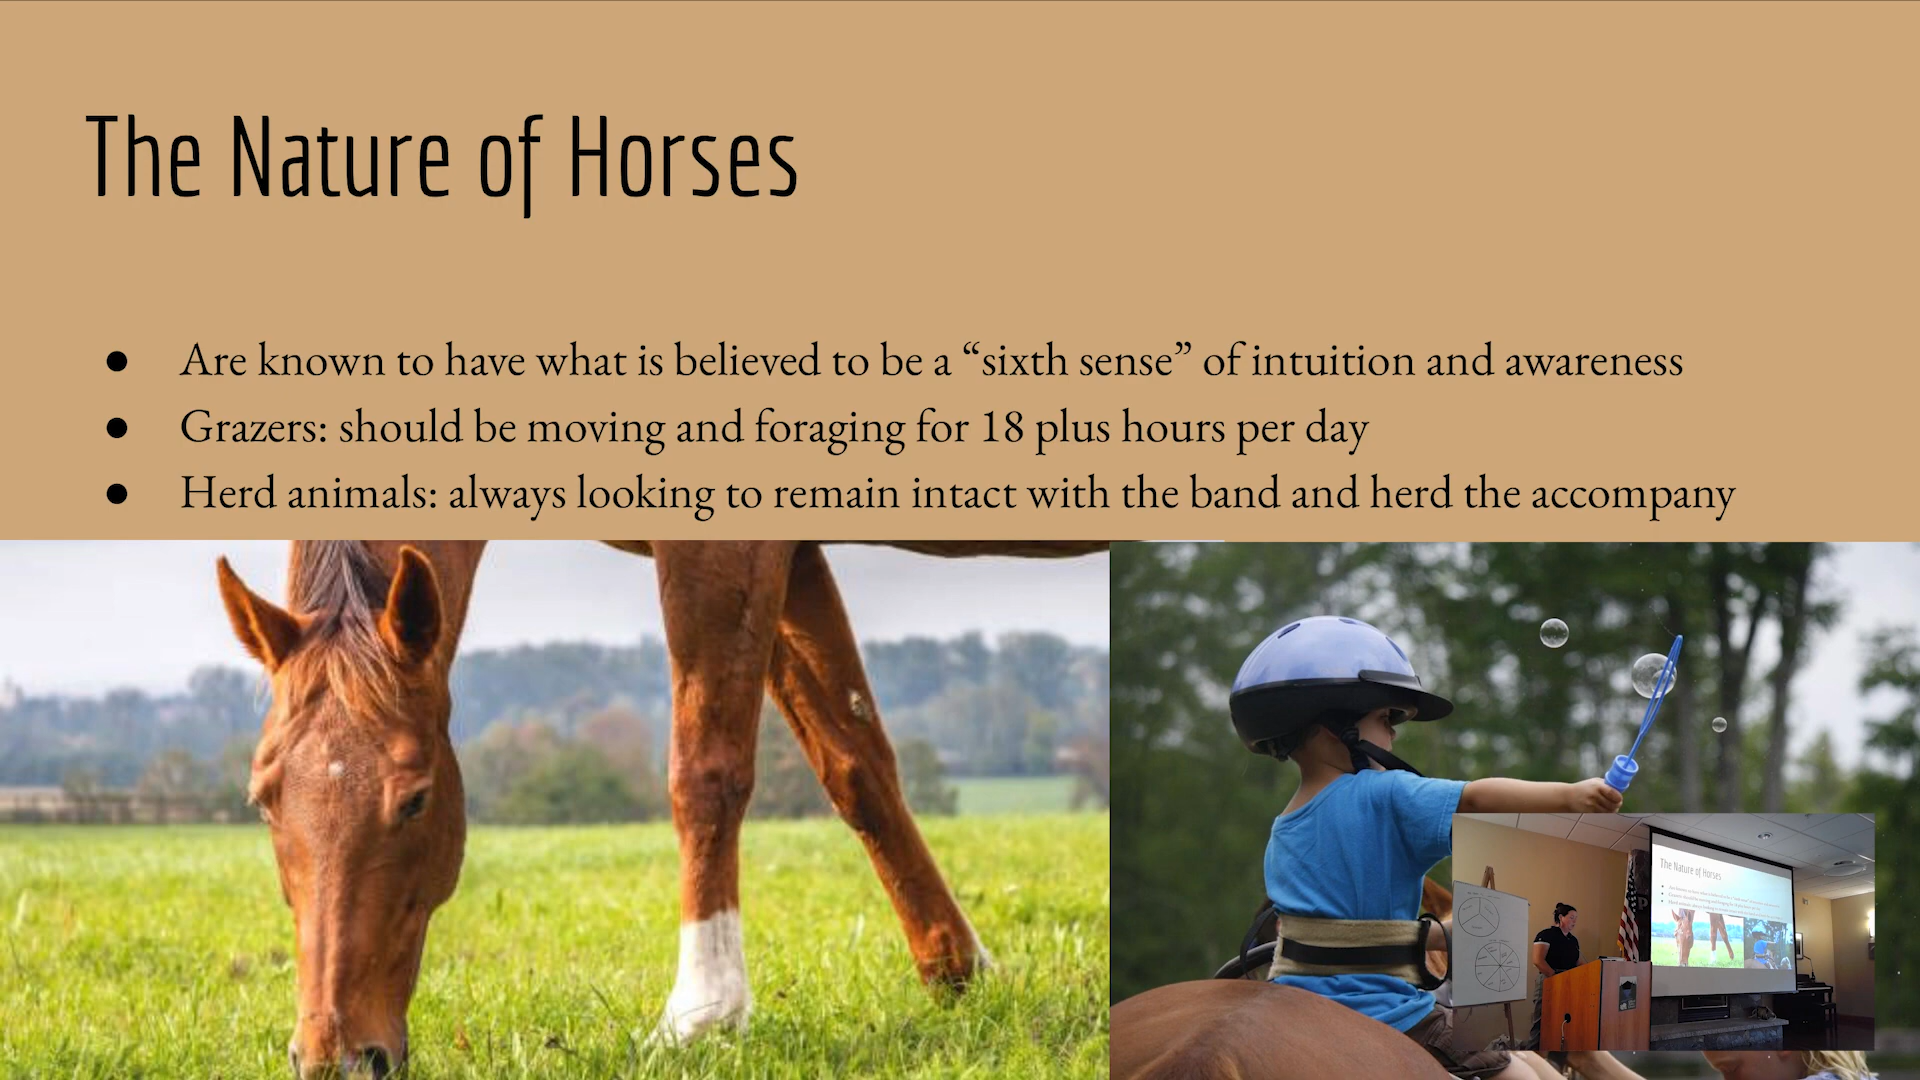 The Nature of Horses
● Are known to have what is believed to be a “sixth sense” of intuition and awareness
● Grazers: should be moving and foraging for 18 plus hours per day
● Herd animals: always looking to remain intact with the band and herd the accompany
The Nature of Horses